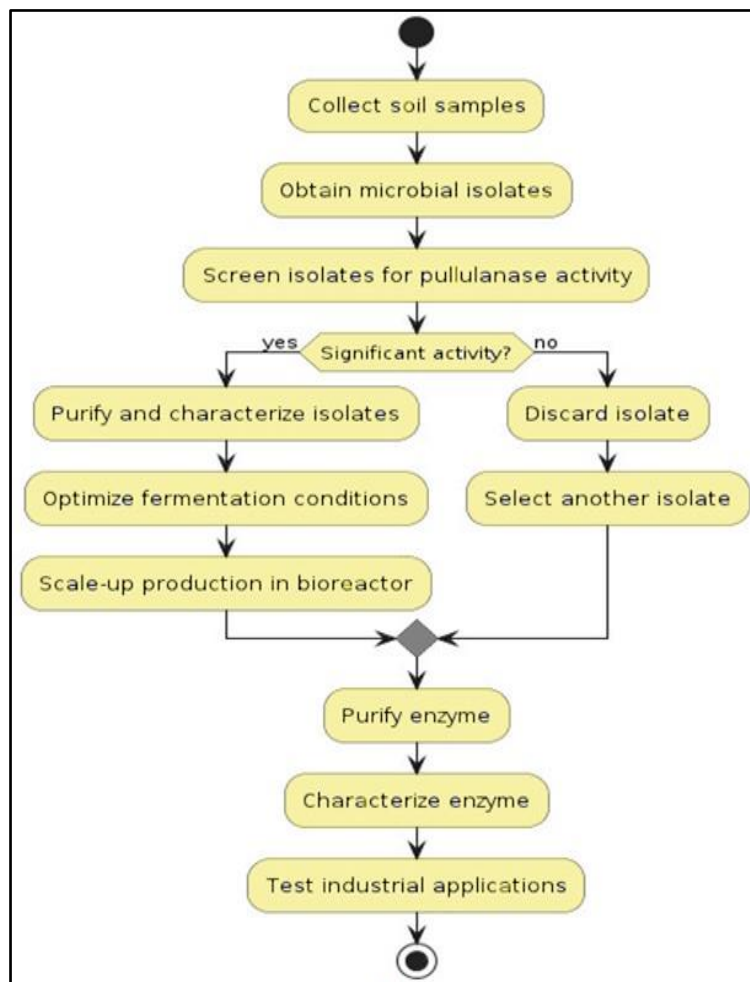 Collect soil samples
Obtain microbial isolates
Screen isolates for pullulanase activity
yes
Significant activity?
no
Purify and characterize isolates
Optimize fermentation conditions
Scale-up production in bioreactor
Discard isolate
Select another isolate
Purify enzyme
Characterize enzyme
Test industrial applications